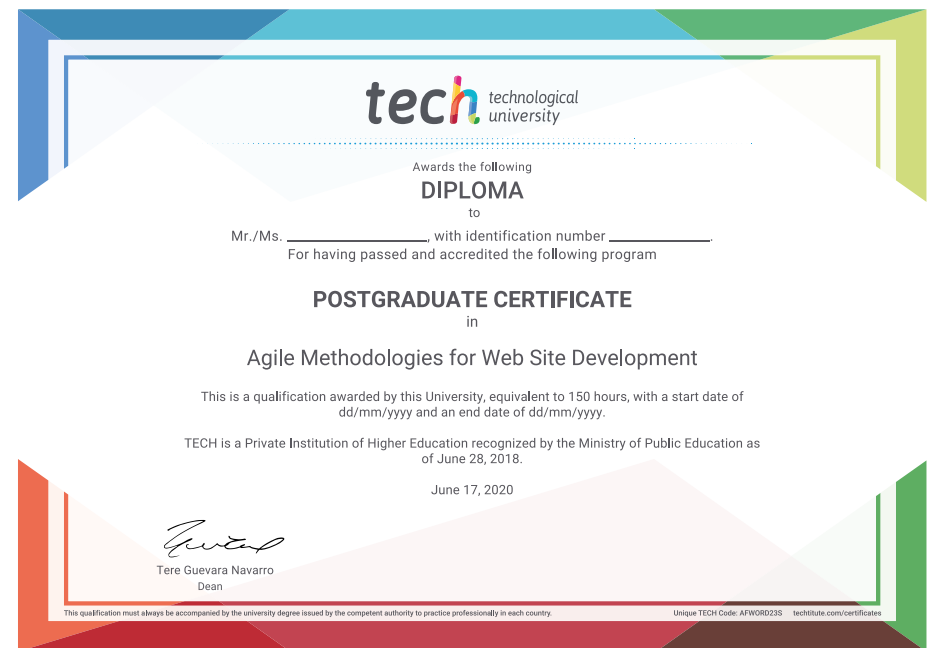 tech technological
university
Awards the following
DIPLOMA
to
Mr./Ms. ____________, with identification number ____________.
For having passed and accredited the following program
POSTGRADUATE CERTIFICATE
in
Agile Methodologies for Web Site Development
This is a qualification awarded by this University, equivalent to 150 hours, with a start date of
dd/mm/yyyy and an end date of dd/mm/yyyy.
TECH is a Private Institution of Higher Education recognized by the Ministry of Public Education as
of June 28, 2018.
June 17, 2020
Tere Guevara Navarro
Dean
This qualification must always be accompanied by the university degree issued by the competent authority to practice professionally in each country. Unique TECH Code: AFWORD23S techtitute.com/certificates